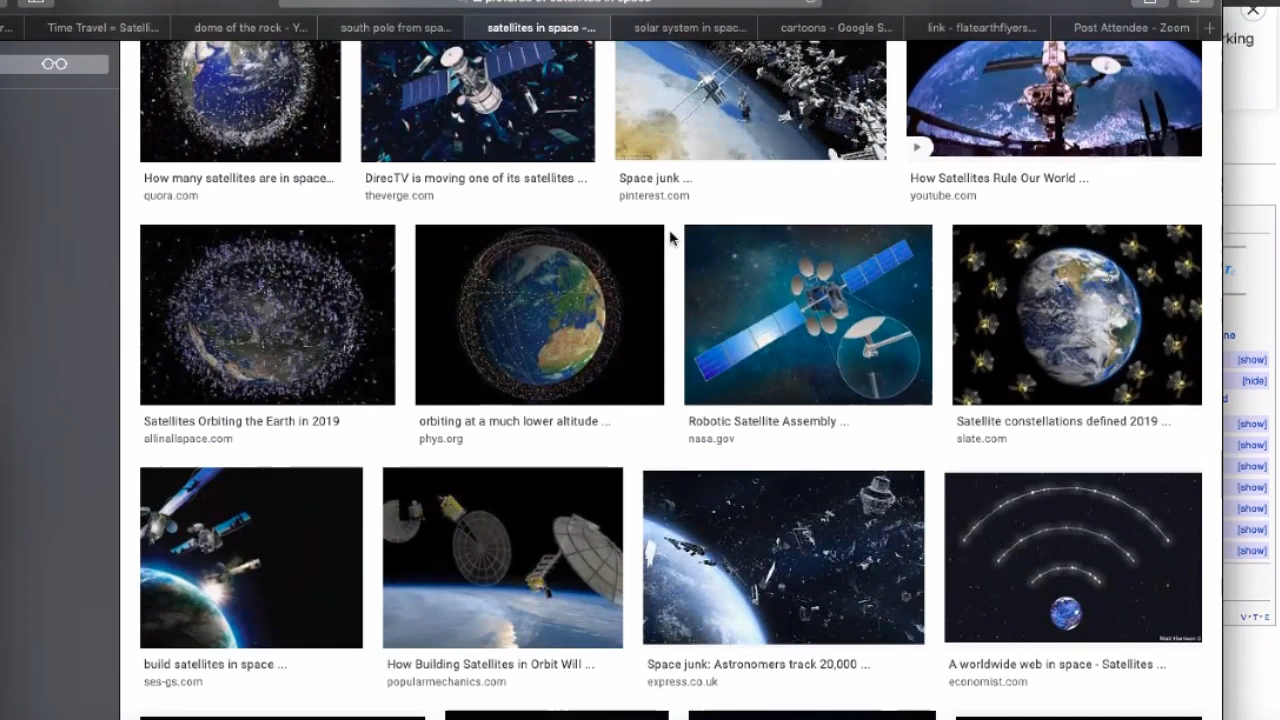 Time Travel = Satelli...
dome of the rock - Y...
south pole from spa...
satellites in space -...
solar system in spac...
cartoons - Google S...
link - flatearthflyers...
Post Attendee - Zoom
How many satellites are in space...
quora.com
DirecTV is moving one of its satellites ...
theverge.com
Space junk ...
pinterest.com
How Satellites Rule Our World ...
youtube.com
Satellites Orbiting the Earth in 2019
allinallspace.com
orbiting at a much lower altitude ...
phys.org
Robotic Satellite Assembly ...
nasa.gov
Satellite constellations defined 2019 ...
slate.com
build satellites in space ...
ses-gs.com
How Building Satellites in Orbit Will ...
popularmechanics.com
Space junk: Astronomers track 20,000 ...
express.co.uk
A worldwide web in space - Satellites ...
economist.com
rking
ne
[show]
[hide]
d
[show]
[show]
[show]
[show]
[show]
[show]
[show]
V·T·E